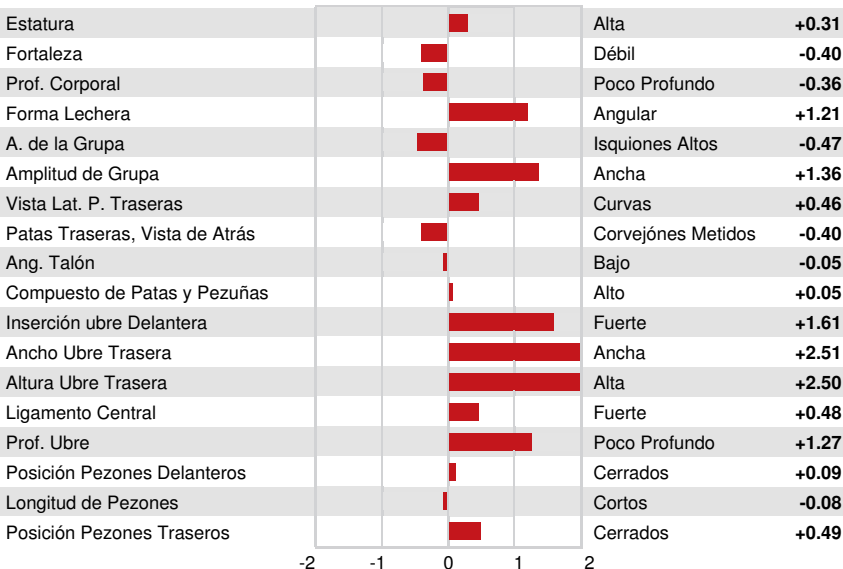 Estatura Alta +0.31
Fortaleza Débil -0.40
Prof. Corporal Poco Profundo -0.36
Forma Lechera Angular +1.21
A. de la Grupa Isquiones Altos -0.47
Amplitud de Grupa Ancha +1.36
Vista Lat. P. Traseras Curvas +0.46
Patas Traseras, Vista de Atrás Corvejónes Metidos -0.40
Ang. Talón Bajo -0.05
Compuesto de Patas y Pezuñas Alto +0.05
Inserción ubre Delantera Fuerte +1.61
Ancho Ubre Trasera Ancha +2.51
Altura Ubre Trasera Alta +2.50
Ligamento Central Fuerte +0.48
Prof. Ubre Poco Profundo +1.27
Posición Pezones Delanteros Cerrados +0.09
Longitud de Pezones Cortos -0.08
Posición Pezones Traseros Cerrados +0.49
-2 -1 0 1 2